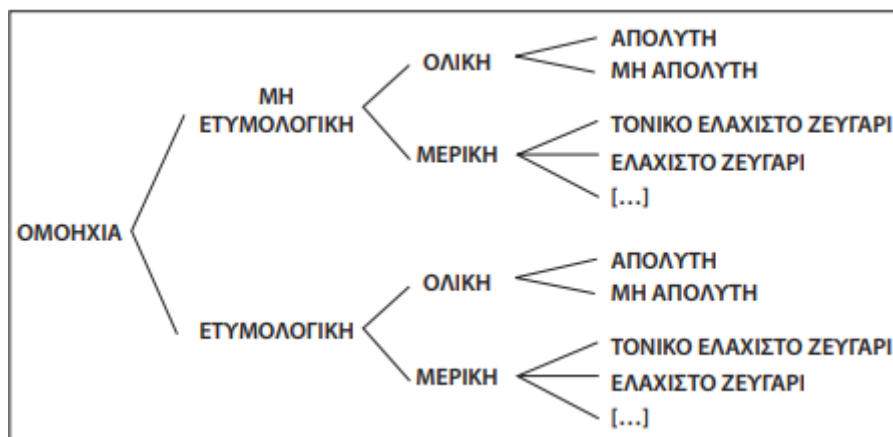 ΟΜΟΗΧΙΑ
ΜΗ
ΕΤΥΜΟΛΟΓΙΚΗ
ΟΛΙΚΗ
ΑΠΟΛΥΤΗ
ΜΗ ΑΠΟΛΥΤΗ
ΜΕΡΙΚΗ
ΤΟΝΙΚΟ ΕΛΑΧΙΣΤΟ ΖΕΥΓΑΡΙ
ΕΛΑΧΙΣΤΟ ΖΕΥΓΑΡΙ
[...]
ΕΤΥΜΟΛΟΓΙΚΗ
ΟΛΙΚΗ
ΑΠΟΛΥΤΗ
ΜΗ ΑΠΟΛΥΤΗ
ΜΕΡΙΚΗ
ΤΟΝΙΚΟ ΕΛΑΧΙΣΤΟ ΖΕΥΓΑΡΙ
ΕΛΑΧΙΣΤΟ ΖΕΥΓΑΡΙ
[...]